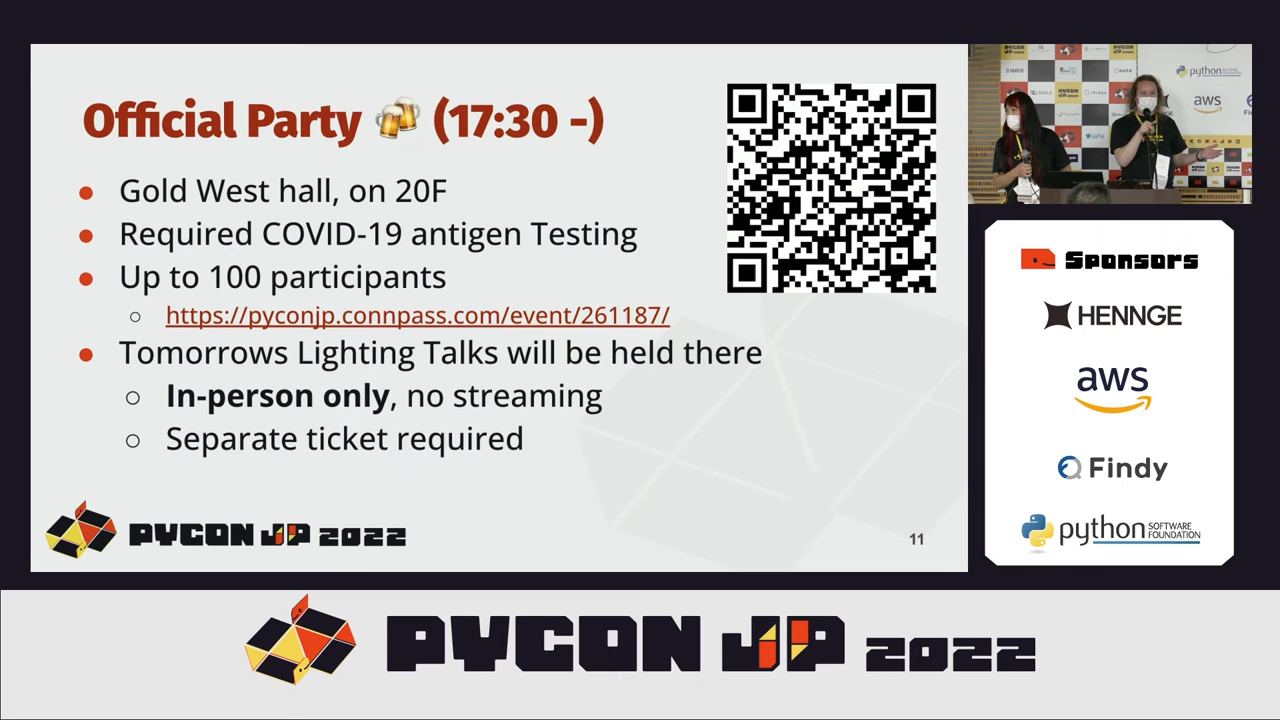 Official Party 🍻 (17:30 -)
Gold West hall, on 20F
Required COVID-19 antigen Testing
Up to 100 participants
https://pyconjp.connpass.com/event/261187/
Tomorrows Lighting Talks will be held there
In-person only, no streaming
Separate ticket required
PYCON JP 2022
11
python
aws
Sponsors
HENNGE
aws
Findy
python SOFTWARE FOUNDATION
PYCON JP 2022